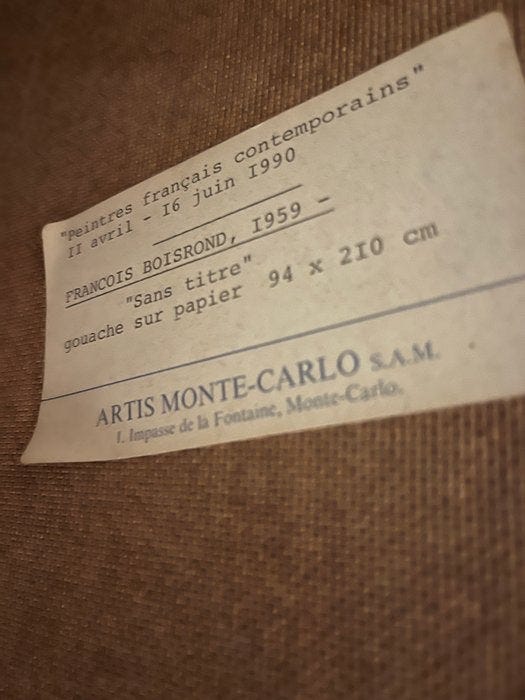 "Peintres français contemporains"
II avril - I6 juin I990
FRANCOIS BOISROND, I959 -
"Sans titre"
gouache sur papier 94 x 2I0 cm
ARTIS MONTE-CARLO S.A.M.
1, Impasse de la Fontaine, Monte-Carlo.